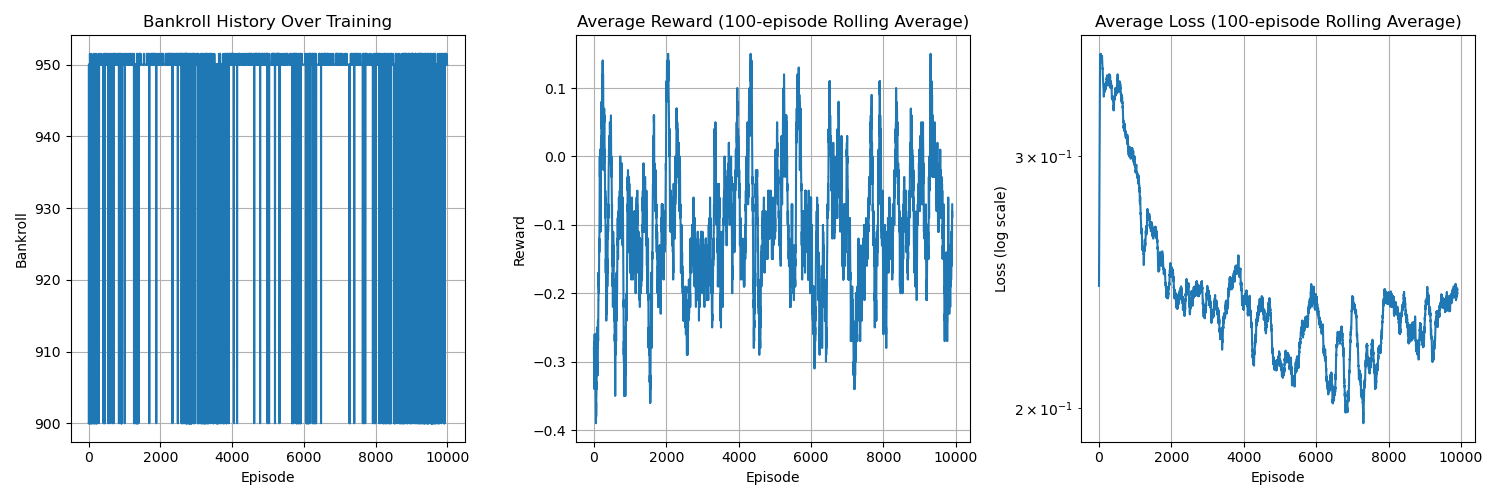 Bankroll History Over Training
Bankroll
950
940
930
920
910
900
0
2000
4000
6000
8000
10000
Episode
Average Reward (100-episode Rolling Average)
Reward
0.1
0.0
−0.1
−0.2
−0.3
−0.4
0
2000
4000
6000
8000
10000
Episode
Average Loss (100-episode Rolling Average)
Loss (log scale)
3 × 10⁻¹
2 × 10⁻¹
0
2000
4000
6000
8000
10000
Episode